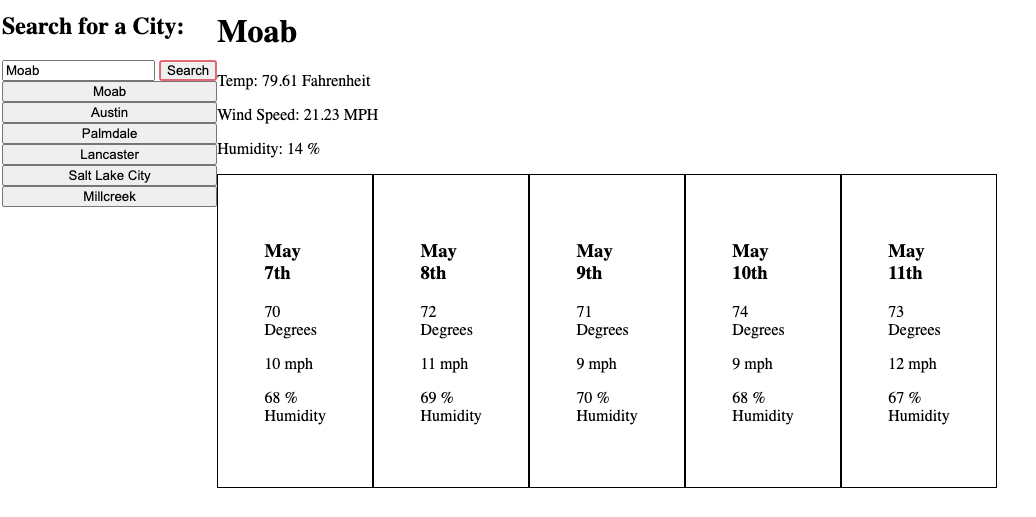 Search for a City:
Moab
Search
Moab
Austin
Palmdale
Lancaster
Salt Lake City
Millcreek
Moab
Temp: 79.61 Fahrenheit
Wind Speed: 21.23 MPH
Humidity: 14 %
May
7th
70
Degrees
10 mph
68 %
Humidity
May
8th
72
Degrees
11 mph
69 %
Humidity
May
9th
71
Degrees
9 mph
70 %
Humidity
May
10th
74
Degrees
9 mph
68 %
Humidity
May
11th
73
Degrees
12 mph
67 %
Humidity